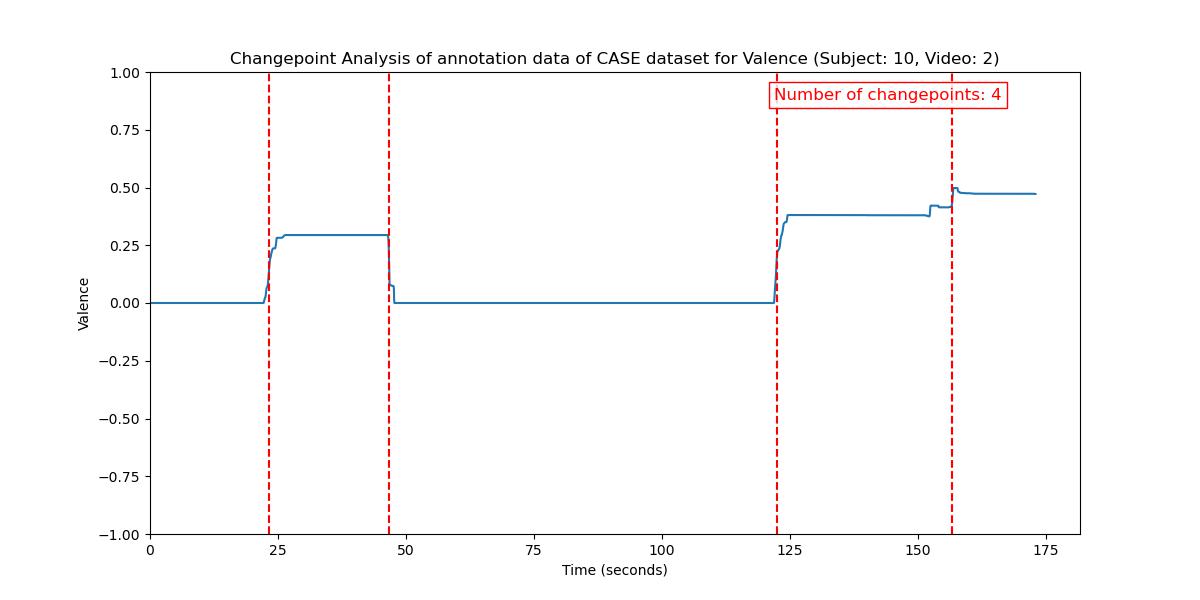 Changepoint Analysis of annotation data of CASE dataset for Valence (Subject: 10, Video: 2)
Number of changepoints: 4
Valence
1.00
0.75
0.50
0.25
0.00
−0.25
−0.50
−0.75
−1.00
0 25 50 75 100 125 150 175
Time (seconds)